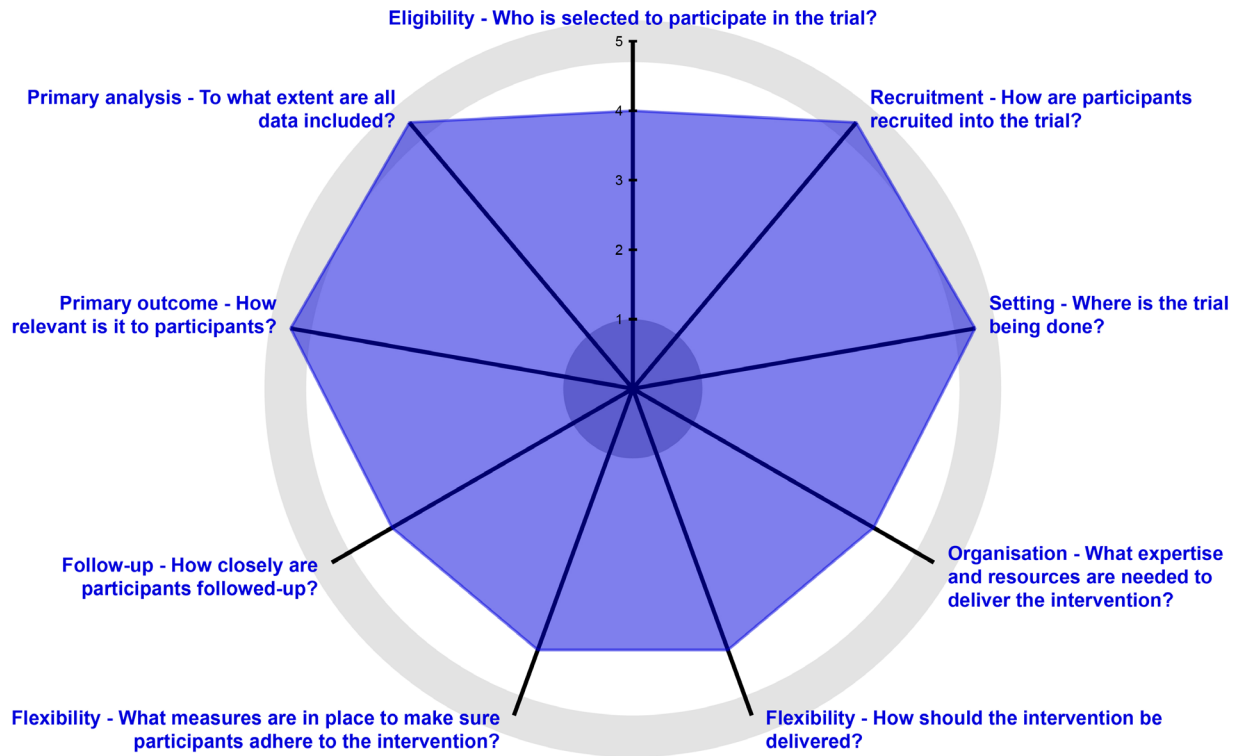 Eligibility - Who is selected to participate in the trial?
5
Primary analysis - To what extent are all
data included?
Recruitment - How are participants
recruited into the trial?
4
3
2
Primary outcome - How
relevant is it to participants?
Setting - Where is the trial
being done?
1
Follow-up - How closely are
participants followed-up?
Organisation - What expertise
and resources are needed to
deliver the intervention?
Flexibility - What measures are in place to make sure
participants adhere to the intervention?
Flexibility - How should the intervention be
delivered?